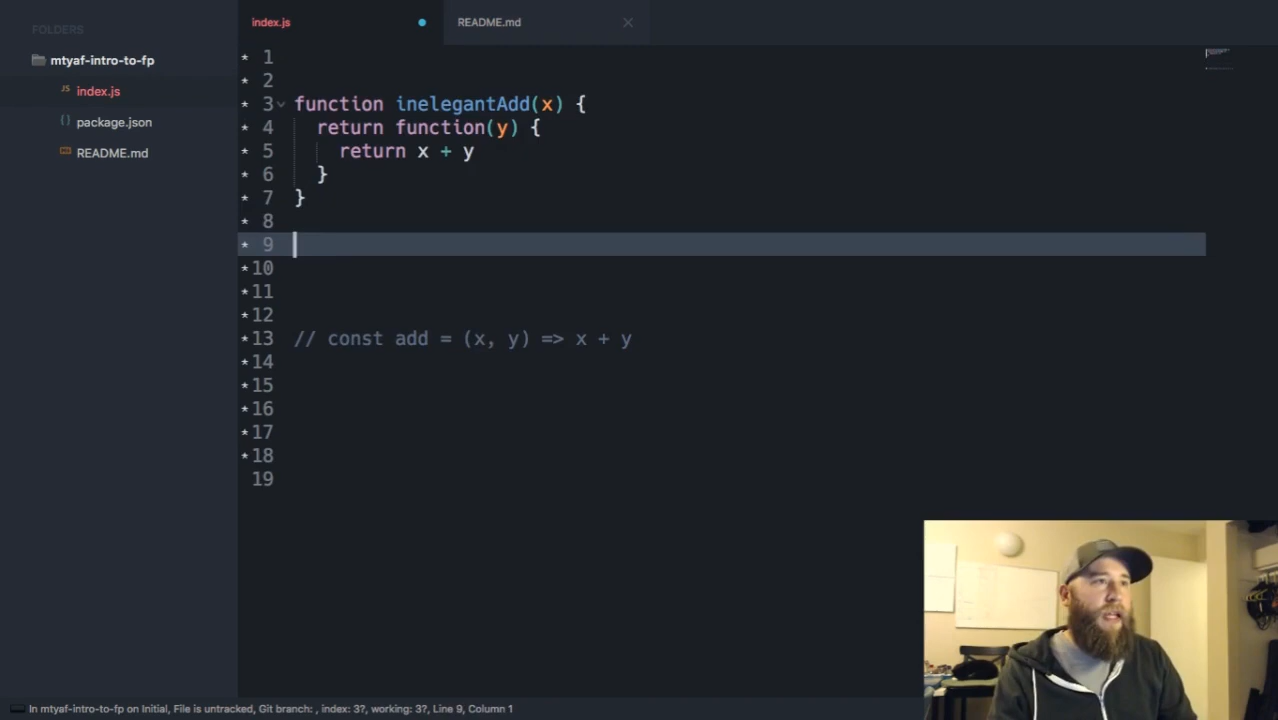 FOLDERS
mtyaf-intro-to-fp
JS index.js
package.json
README.md
index.js
README.md
* 1
* 2
* 3 function inelegantAdd(x) {
* 4 return function(y) {
* 5 return x + y
* 6 }
* 7 }
* 8
* 9
* 10
* 11
* 12
* 13 // const add = (x, y) => x + y
* 14
* 15
* 16
* 17
* 18
19
In mtyaf-intro-to-fp on Initial, File is untracked, Git branch: , index: 3?, working: 3?, Line 9, Column 1